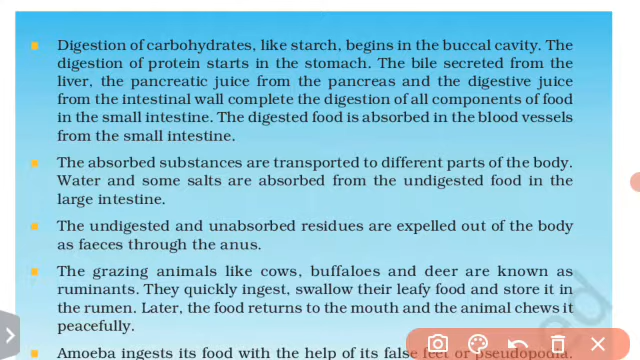 Digestion of carbohydrates, like starch, begins in the buccal cavity. The
digestion of protein starts in the stomach. The bile secreted from the
liver, the pancreatic juice from the pancreas and the digestive juice
from the intestinal wall complete the digestion of all components of food
in the small intestine. The digested food is absorbed in the blood vessels
from the small intestine.
The absorbed substances are transported to different parts of the body.
Water and some salts are absorbed from the undigested food in the
large intestine.
The undigested and unabsorbed residues are expelled out of the body
as faeces through the anus.
The grazing animals like cows, buffaloes and deer are known as
ruminants. They quickly ingest, swallow their leafy food and store it in
the rumen. Later, the food returns to the mouth and the animal chews it
peacefully.
Amoeba ingests its food with the help of its false feet or pseudopodia.